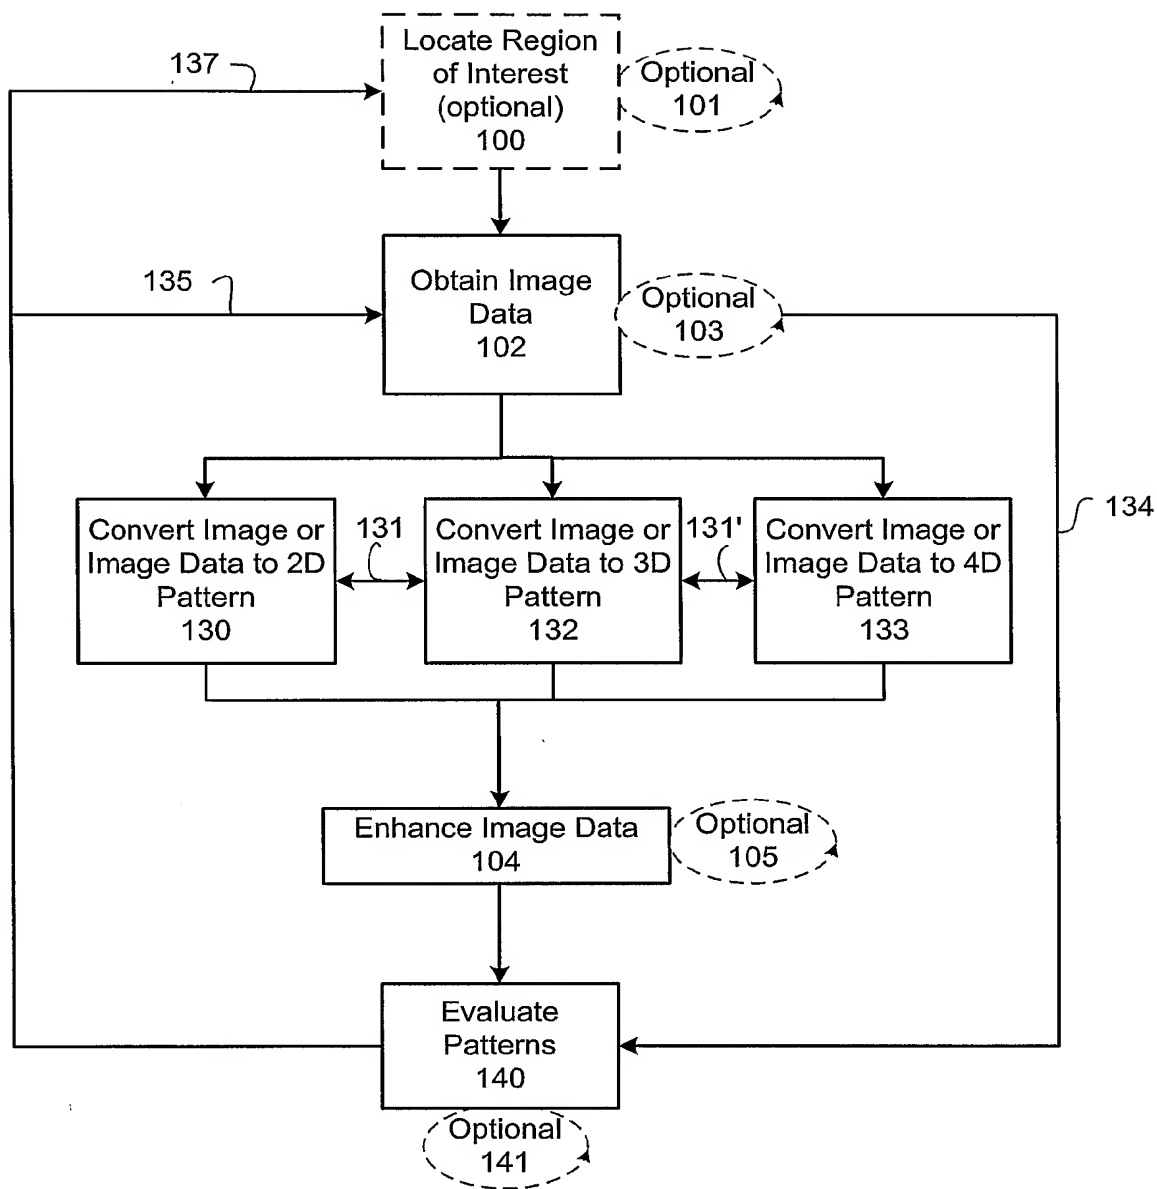 Locate Region
of Interest
(optional)
100
Optional
101
137
Obtain Image
Data
102
Optional
103
135
134
Convert Image or
Image Data to 2D
Pattern
130
131
Convert Image or
Image Data to 3D
Pattern
132
131'
Convert Image or
Image Data to 4D
Pattern
133
Enhance Image Data
104
Optional
105
Evaluate
Patterns
140
Optional
141